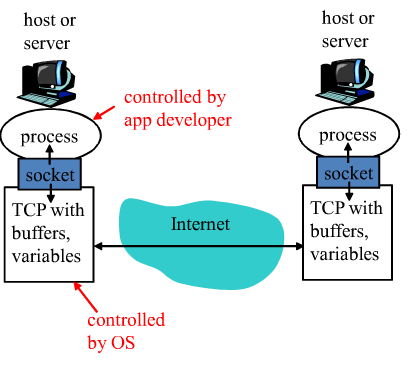 host or
server
controlled by
app developer
process
socket
TCP with
buffers,
variables
controlled
by OS
Internet
host or
server
process
socket
TCP with
buffers,
variables